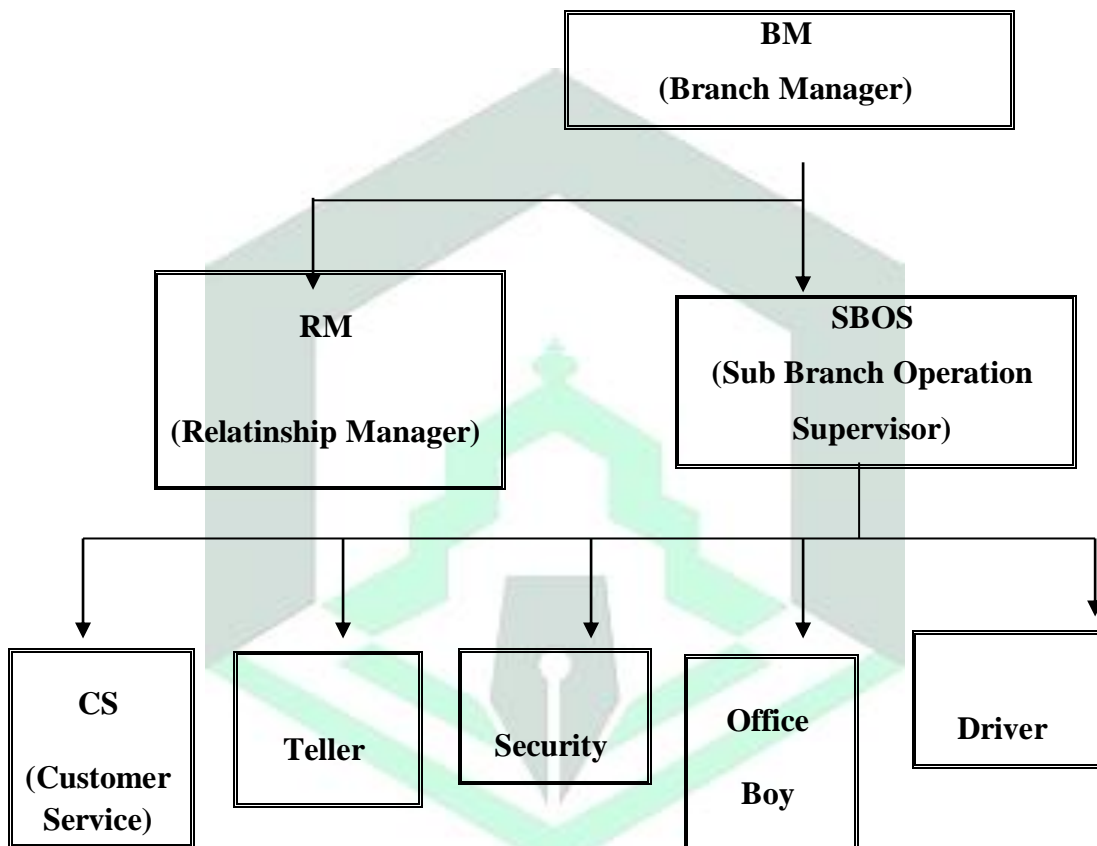 BM
(Branch Manager)
RM
(Relatinship Manager)
SBOS
(Sub Branch Operation
Supervisor)
CS
(Customer
Service)
Teller
Security
Office
Boy
Driver